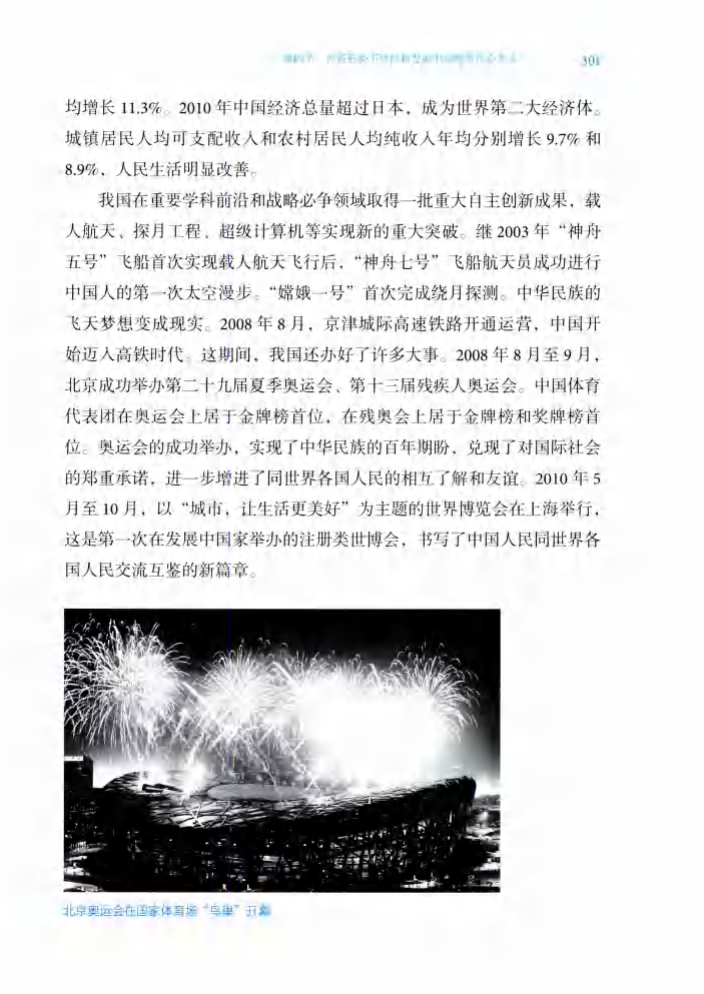 301
均增长 11.3%。2010 年中国经济总量超过日本，成为世界第二大经济体。
城镇居民人均可支配收入和农村居民人均纯收入年均分别增长 9.7% 和
8.9%，人民生活明显改善。
我国在重要学科前沿和战略必争领域取得一批重大自主创新成果，载
人航天、探月工程、超级计算机等实现新的重大突破。继 2003 年“神舟
五号”飞船首次实现载人航天飞行后，“神舟七号”飞船航天员成功进行
中国人的第一次太空漫步。“嫦娥一号”首次完成绕月探测。中华民族的
飞天梦想变成现实。2008 年 8 月，京津城际高速铁路开通运营，中国开
始迈入高铁时代。这期间，我国还办好了许多大事。2008 年 8 月至 9 月，
北京成功举办第二十九届夏季奥运会、第十三届残疾人奥运会。中国体育
代表团在奥运会上居于金牌榜首位，在残奥会上居于金牌榜和奖牌榜首
位。奥运会的成功举办，实现了中华民族的百年期盼，兑现了对国际社会
的郑重承诺，进一步增进了同世界各国人民的相互了解和友谊。2010 年 5
月至 10 月，以“城市，让生活更美好”为主题的世界博览会在上海举行，
这是第一次在发展中国家举办的注册类世博会，书写了中国人民同世界各
国人民交流互鉴的新篇章。
北京奥运会在国家体育场“鸟巢”开幕